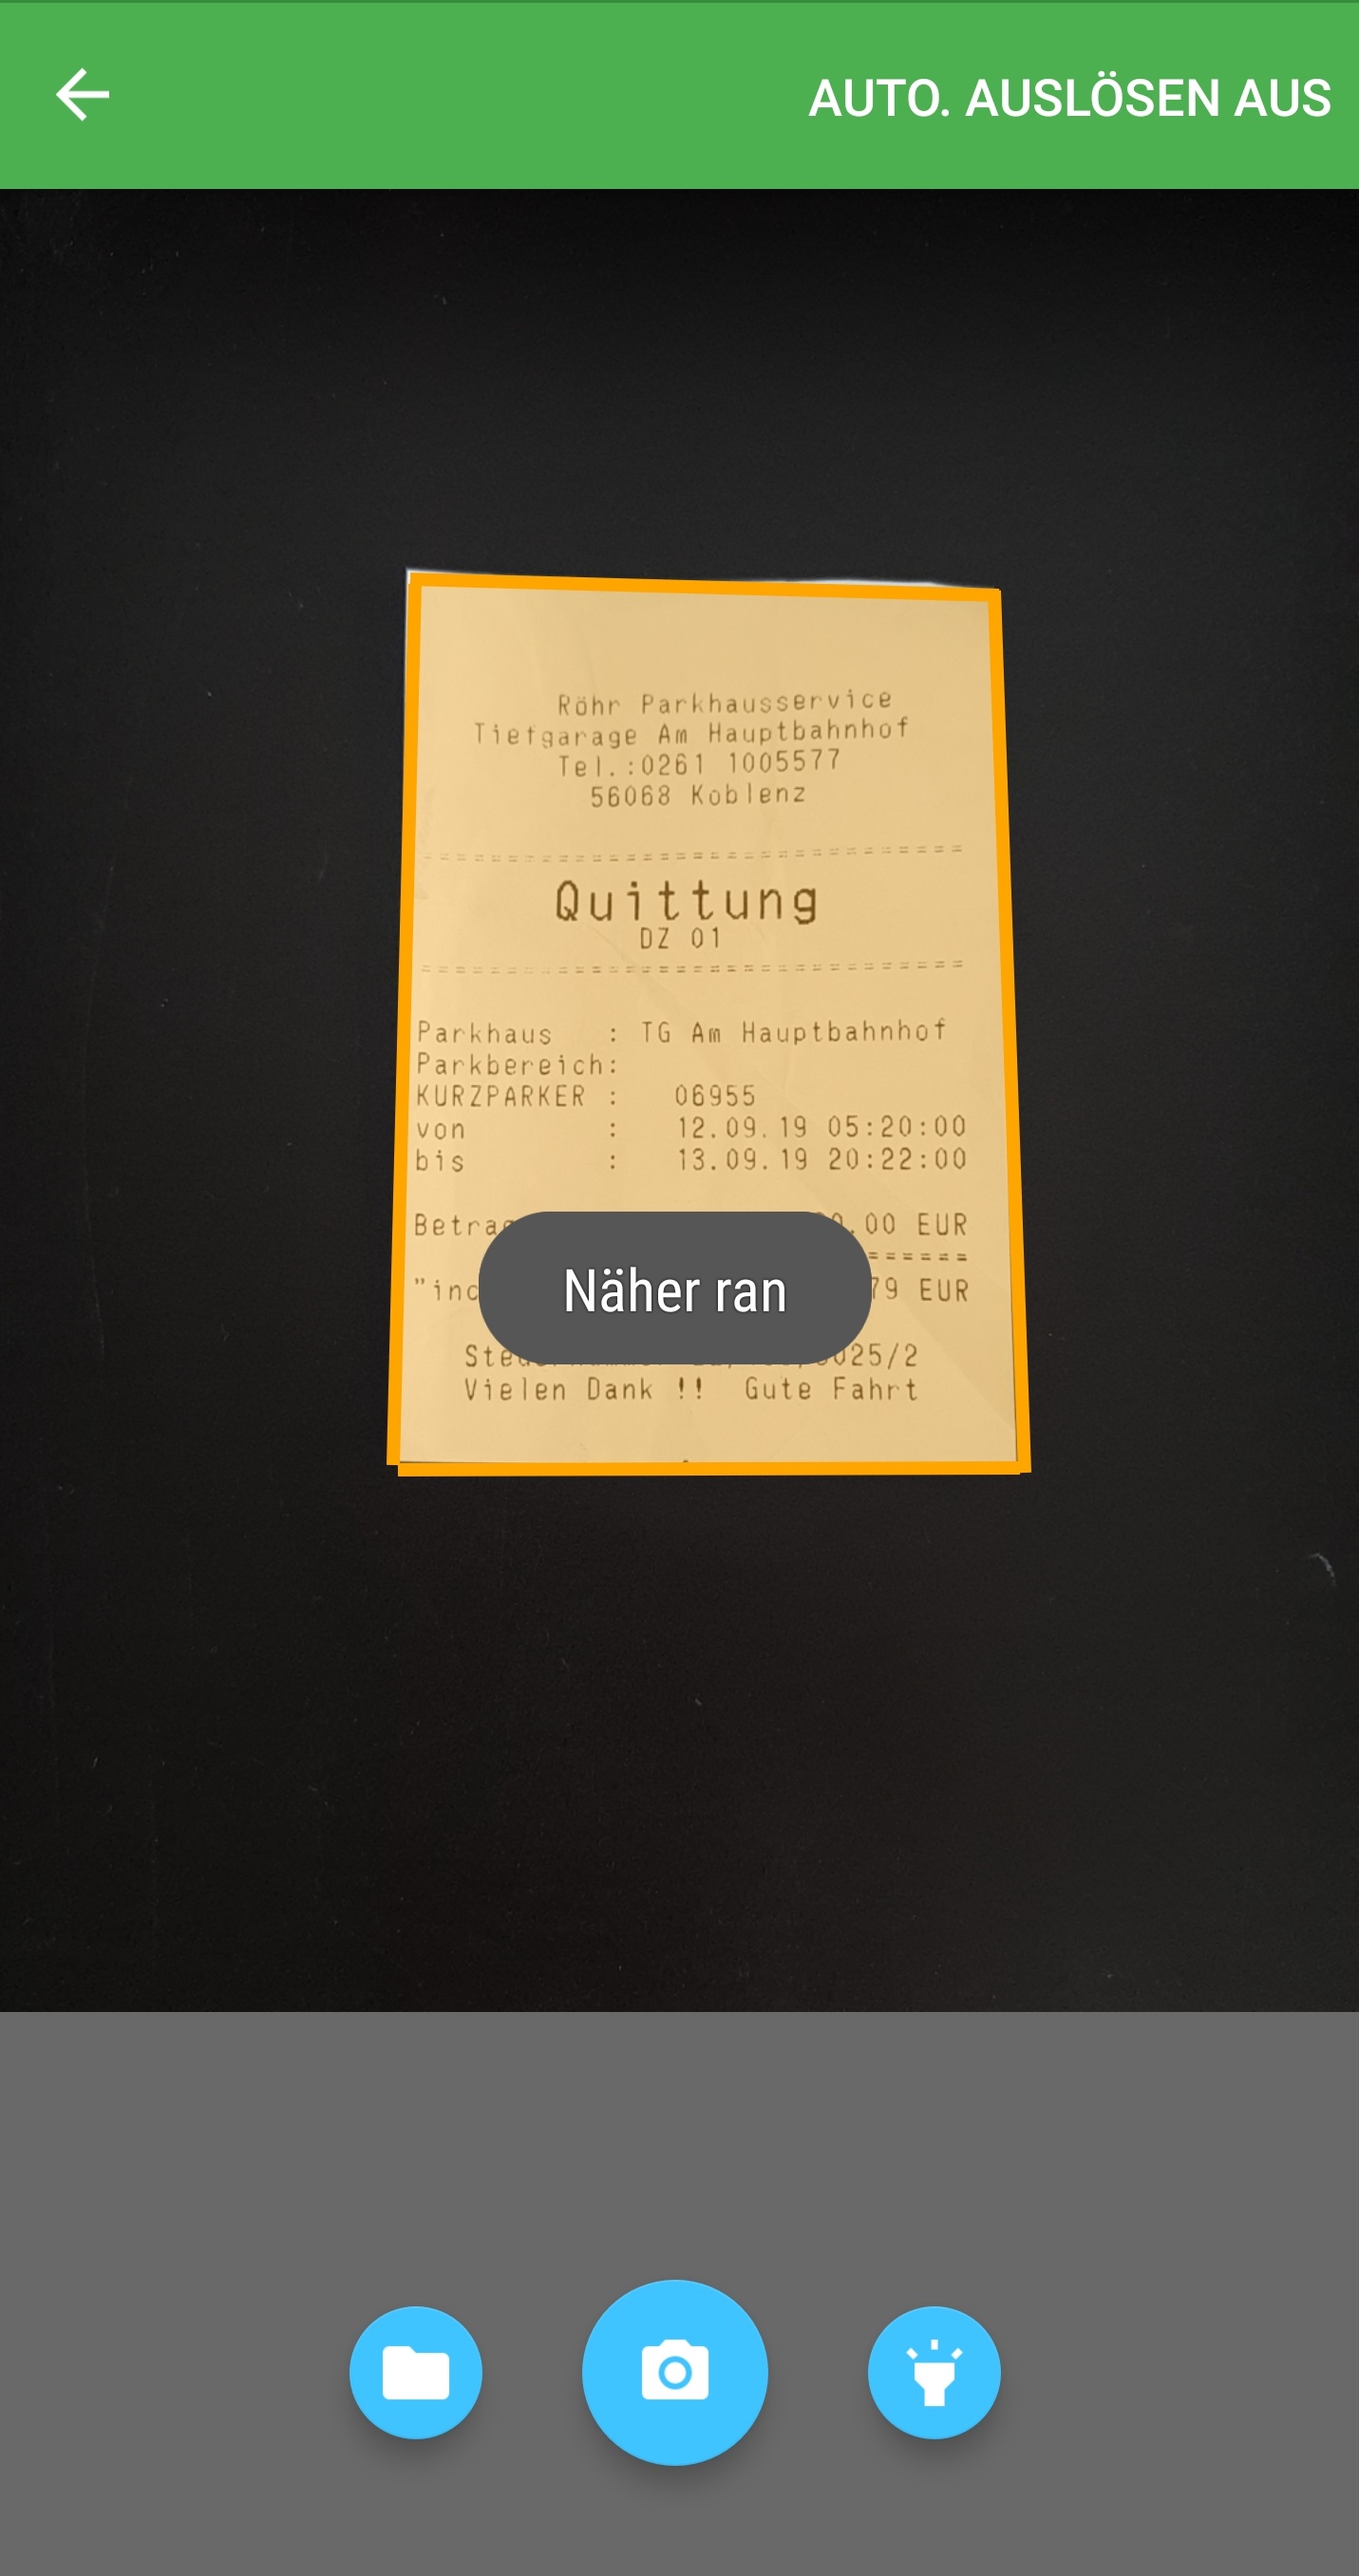 AUTO. AUSLÖSEN AUS
Röhr Parkhausservice
Tiefgarage Am Hauptbahnhof
Tel.:0261 1005577
56068 Koblenz
================================
Quittung
DZ 01
================================
Parkhaus : TG Am Hauptbahnhof
Parkbereich:
KURZPARKER : 06955
von : 12.09.19 05:20:00
bis : 13.09.19 20:22:00
.00 EUR
======
79 EUR
Näher ran
025/2
Vielen Dank !! Gute Fahrt